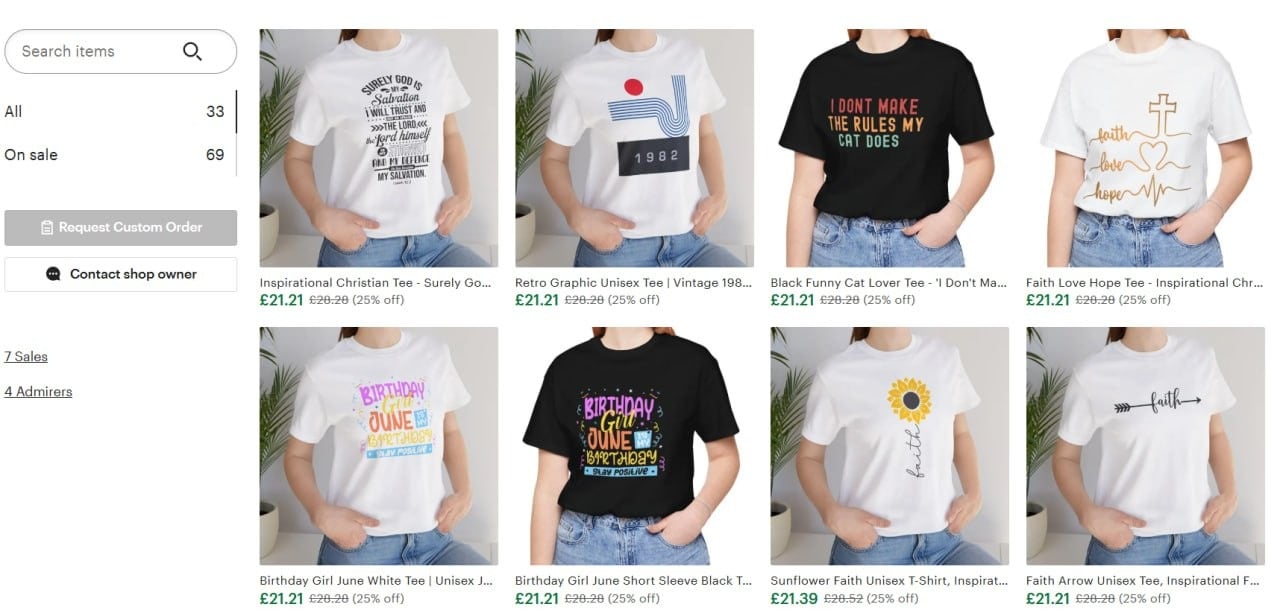 Search items
All 33
On sale 69
Request Custom Order
Contact shop owner
7 Sales
4 Admirers
SURELY GOD IS
MY
Salvation
I WILL TRUST AND
THE LORD,
the Lord himself
AND MY DEFENCE
MY SALVATION.
1982
I DONT MAKE
THE RULES MY
CAT DOES
faith
love
hope
Inspirational Christian Tee - Surely Go...
£21.21 £28.28 (25% off)
Retro Graphic Unisex Tee | Vintage 198...
£21.21 £28.28 (25% off)
Black Funny Cat Lover Tee - 'I Don't Ma...
£21.21 £28.28 (25% off)
Faith Love Hope Tee - Inspirational Chr...
£21.21 £28.28 (25% off)
BIRTHDAY
Girl
JUNE IS MY
BIRTHDAY
STAY POSITIVE
BIRTHDAY
Girl
JUNE IS MY
BIRTHDAY
STAY POSITIVE
faith
faith
Birthday Girl June White Tee | Unisex J...
£21.21 £28.28 (25% off)
Birthday Girl June Short Sleeve Black T...
£21.21 £28.28 (25% off)
Sunflower Faith Unisex T-Shirt, Inspirat...
£21.39 £28.52 (25% off)
Faith Arrow Unisex Tee, Inspirational F...
£21.21 £28.28 (25% off)